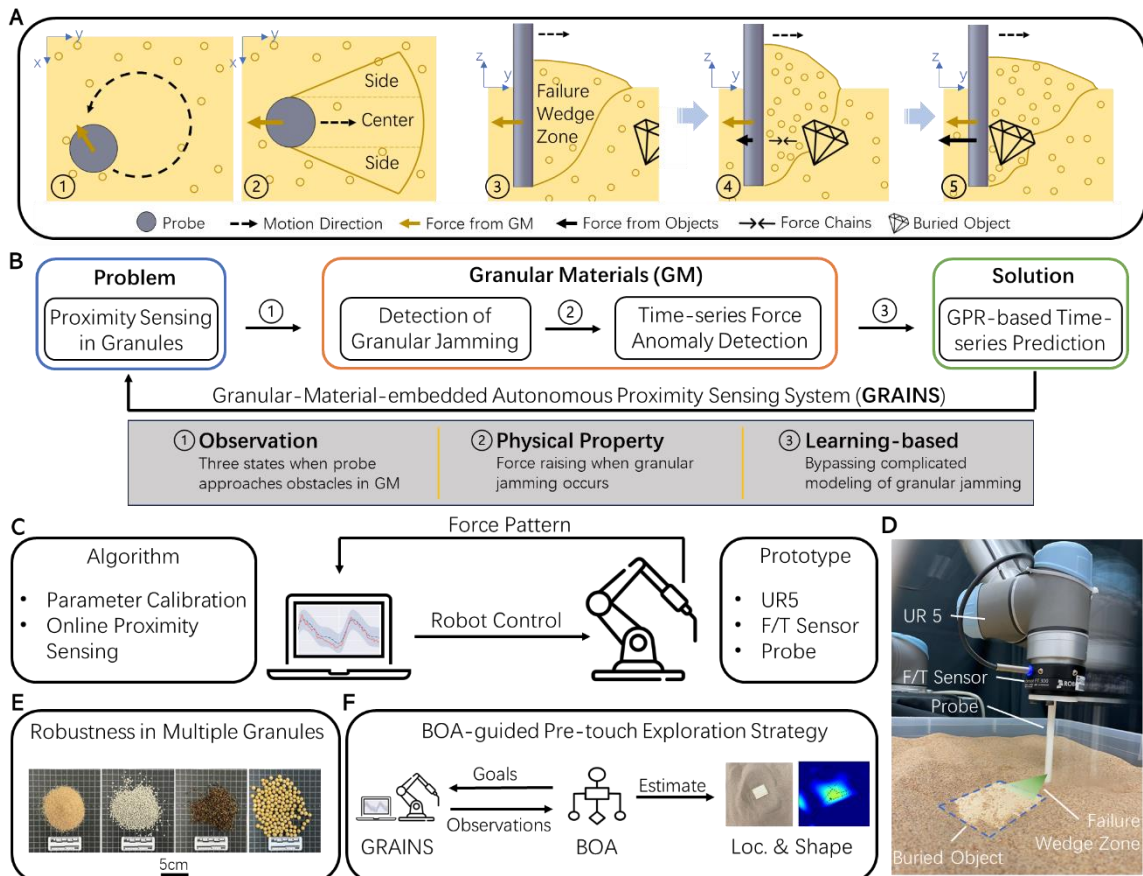 A
y
x
Side
Center
Side
y
x
z
y
Failure
Wedge
Zone
z
y
z
y
①
②
③
④
⑤
Probe
Motion Direction
Force from GM
Force from Objects
Force Chains
Buried Object
B
Problem
Proximity Sensing
in Granules
①
Granular Materials (GM)
Detection of
Granular Jamming
②
Time-series Force
Anomaly Detection
③
Solution
GPR-based Time-
series Prediction
Granular-Material-embedded Autonomous Proximity Sensing System (GRAINS)
① Observation
Three states when probe
approaches obstacles in GM
② Physical Property
Force raising when granular
jamming occurs
③ Learning-based
Bypassing complicated
modeling of granular jamming
C
Algorithm
• Parameter Calibration
• Online Proximity
Sensing
Force Pattern
Robot Control
Prototype
• UR5
• F/T Sensor
• Probe
D
UR 5
F/T Sensor
Probe
Failure
Wedge Zone
Buried Object
E
Robustness in Multiple Granules
5cm
F
BOA-guided Pre-touch Exploration Strategy
Goals
Observations
Estimate
GRAINS
BOA
Loc. & Shape